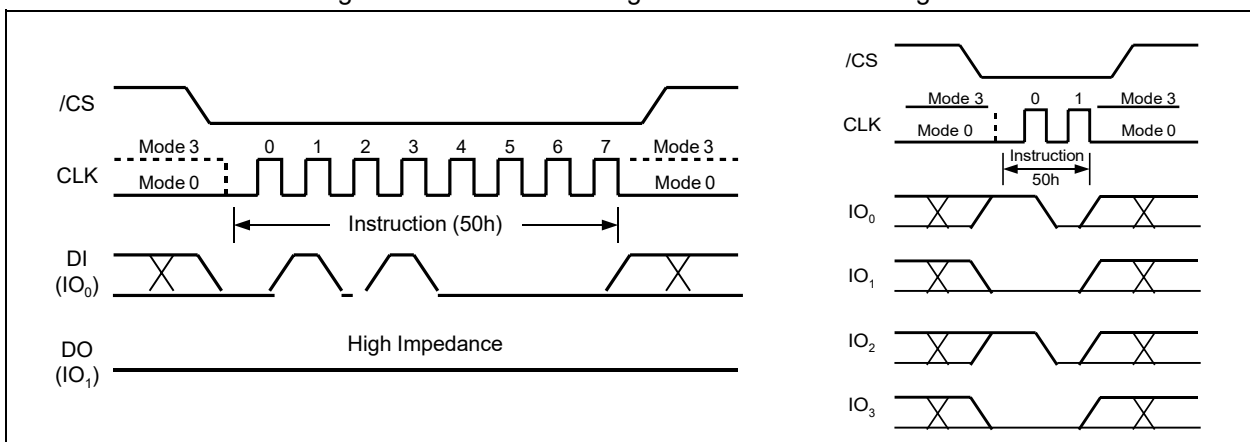 /CS
Mode 3 0 1 2 3 4 5 6 7 Mode 3
CLK
Mode 0 Mode 0
Instruction (50h)
DI
(IO0)
High Impedance
DO
(IO1)
/CS
Mode 3 0 1 Mode 3
CLK
Mode 0 Mode 0
Instruction
50h
IO0
IO1
IO2
IO3